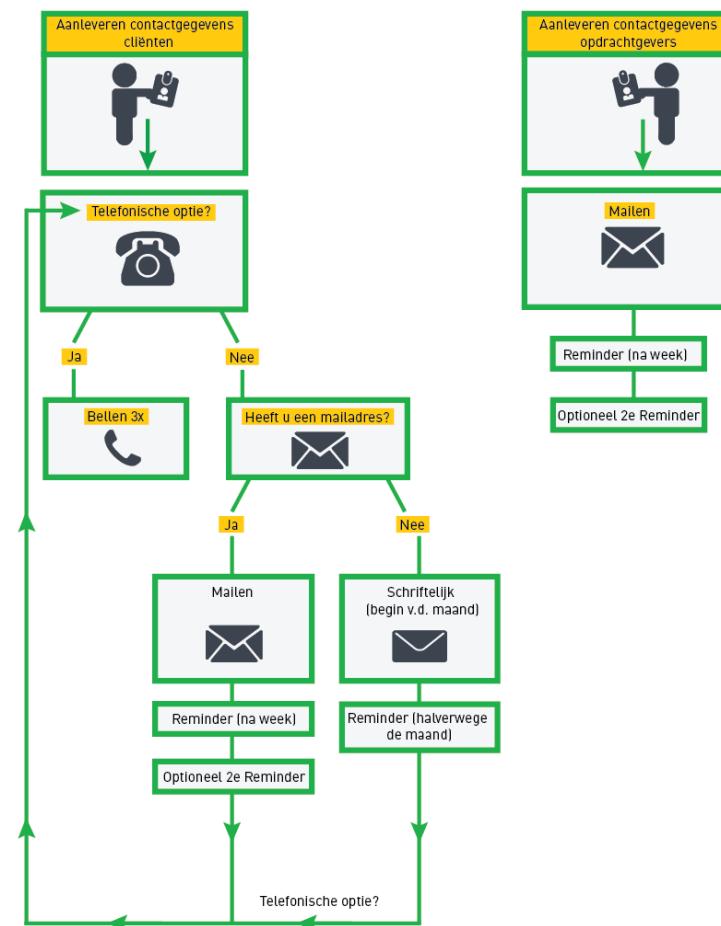 Aanleveren contactgegevens
cliënten
Aanleveren contactgegevens
opdrachtgevers
Telefonische optie?
Mailen
Ja
Nee
Reminder (na week)
Bellen 3x
Heeft u een mailadres?
Optioneel 2e Reminder
Ja
Nee
Mailen
Schriftelijk
(begin v.d. maand)
Reminder (na week)
Reminder (halverwege
de maand)
Optioneel 2e Reminder
Telefonische optie?